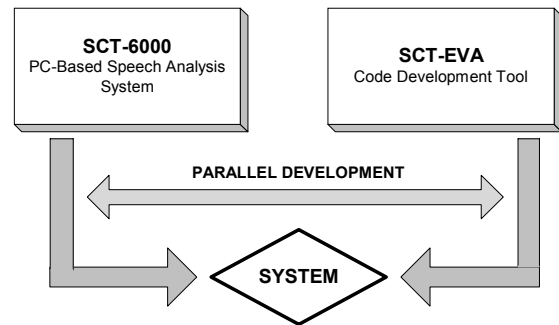 SCT-6000
PC-Based Speech Analysis
System
SCT-EVA
Code Development Tool
PARALLEL DEVELOPMENT
SYSTEM